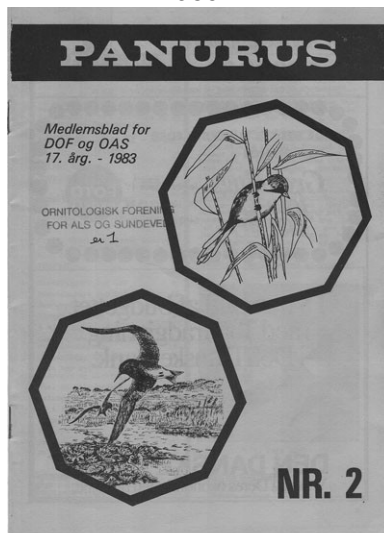 PANURUS
Medlemsblad for
DOF og OAS
17. årg. - 1983
ORNITOLOGISK FORENING
FOR ALS OG SUNDEVED
NR. 2